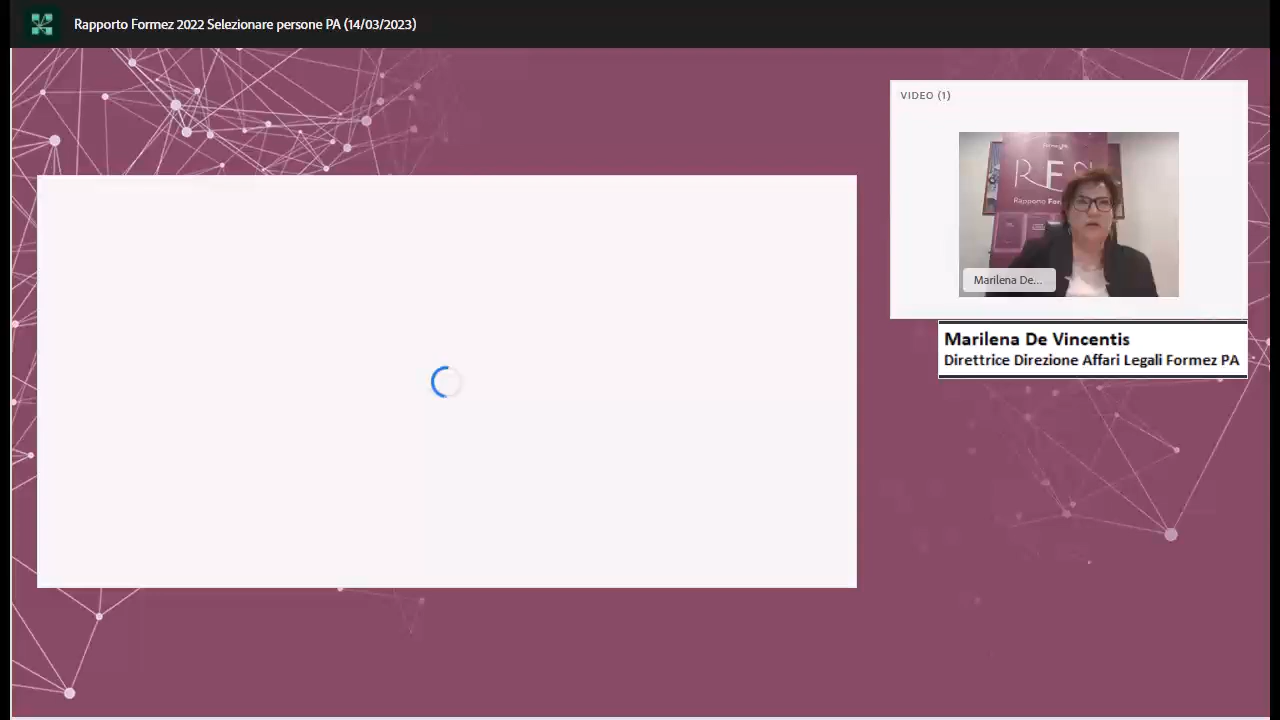 Rapporto Formez 2022 Selezionare persone PA (14/03/2023)
VIDEO (1)
Rapporto
Marilena De...
Marilena De Vincentis
Direttrice Direzione Affari Legali Formez PA